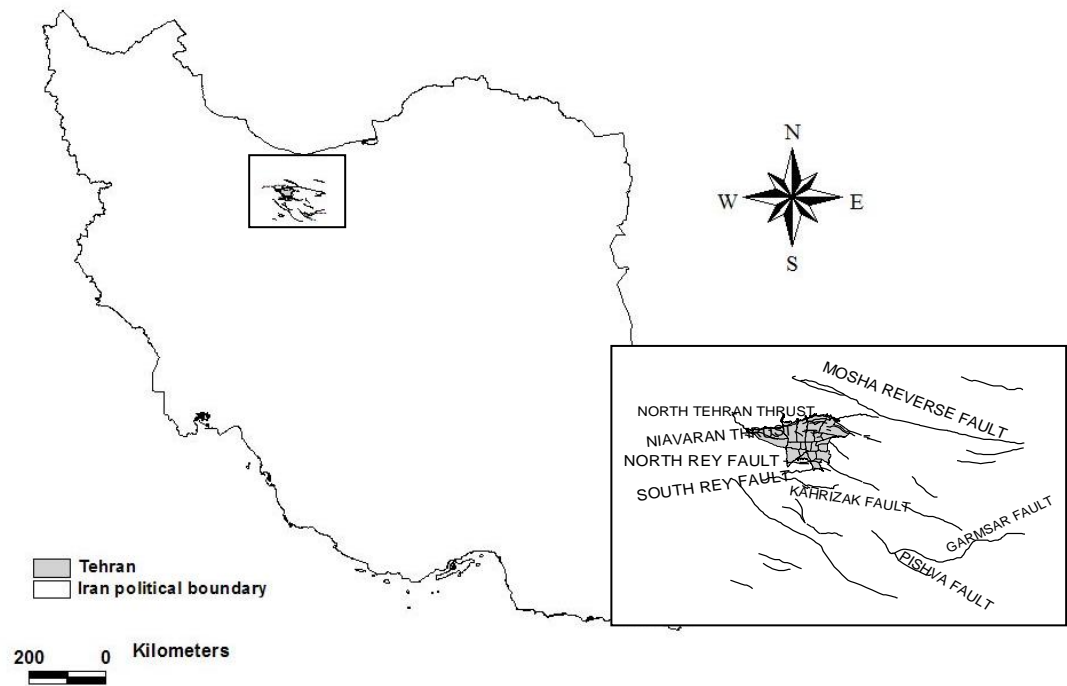 N
W E
S
MOSHA REVERSE FAULT
NORTH TEHRAN THRUST
NIAVARAN THRUST
NORTH REY FAULT
SOUTH REY FAULT
KAHRIZAK FAULT
GARMSAR FAULT
PISHVA FAULT
Tehran
Iran political boundary
200 0 Kilometers